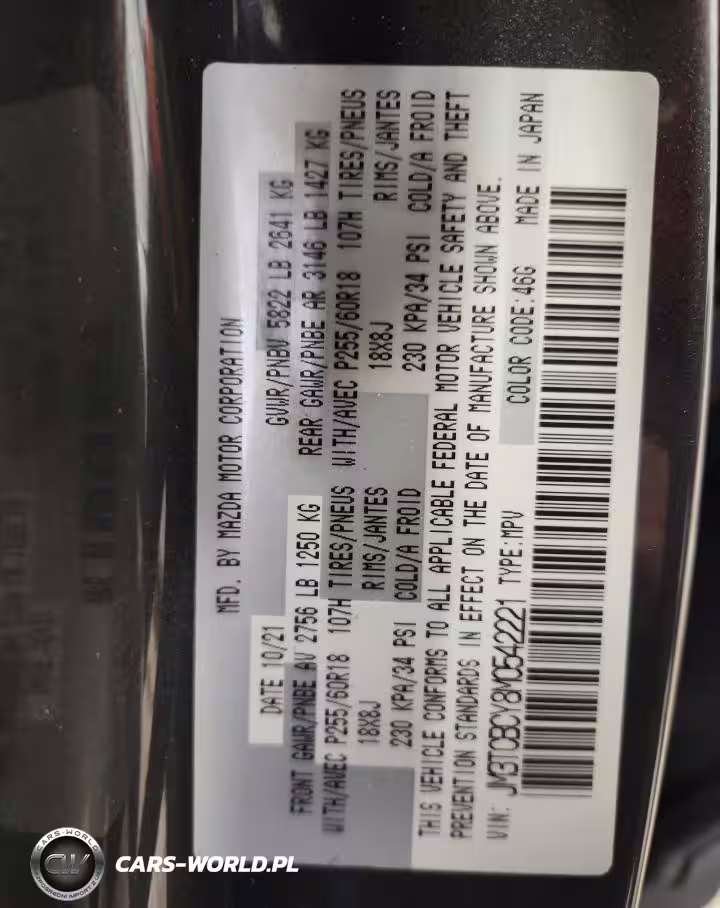 MFD. BY MAZDA MOTOR CORPORATION
DATE 10/21 GVWR/PNBV 5822 LB 2641 KG
FRONT GAWR/PNBE AV 2756 LB 1250 KG REAR GAWR/PNBE AR 3146 LB 1427 KG
WITH/AVEC P255/60R18 107H TIRES/PNEUS WITH/AVEC P255/60R18 107H TIRES/PNEUS
18X8J RIMS/JANTES 18X8J RIMS/JANTES
230 KPA/34 PSI COLD/A FROID 230 KPA/34 PSI COLD/A FROID
THIS VEHICLE CONFORMS TO ALL APPLICABLE FEDERAL MOTOR VEHICLE SAFETY AND THEFT
PREVENTION STANDARDS IN EFFECT ON THE DATE OF MANUFACTURE SHOWN ABOVE.
VIN: JM3TCBCY8M0542221 TYPE:MPV COLOR CODE:46G MADE IN JAPAN
CARS-WORLD
CW
CARS-WORLD.PL